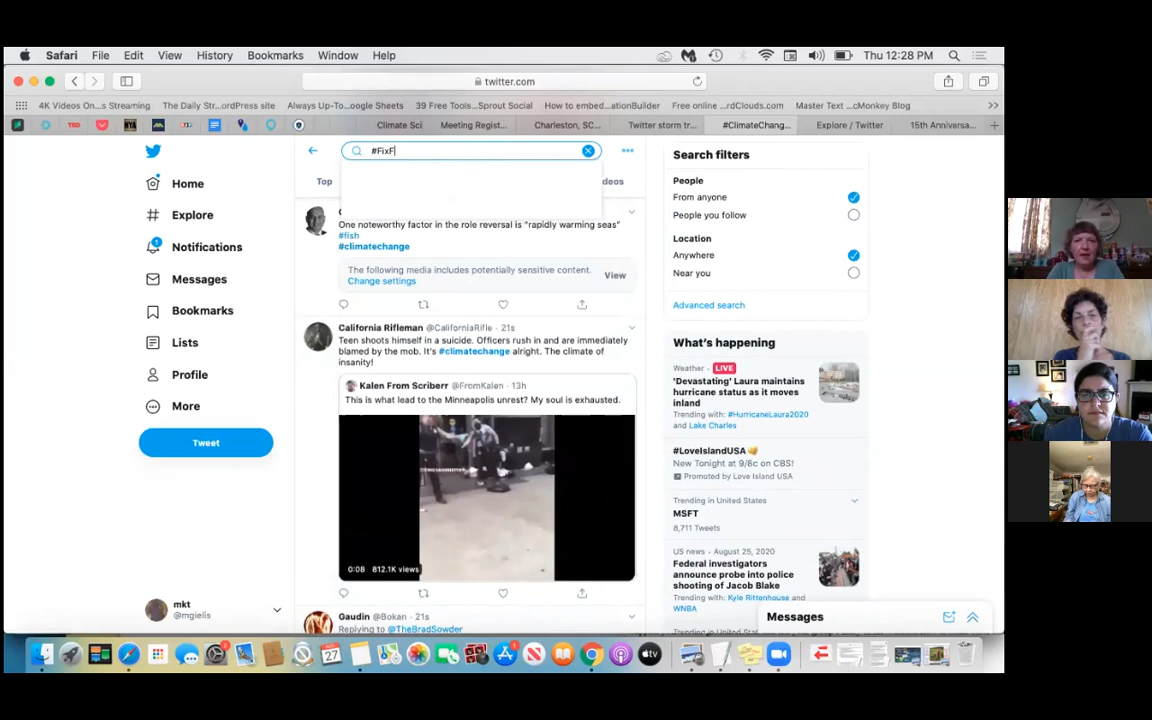 Safari File Edit View History Bookmarks Window Help Thu 12:28 PM
twitter.com
4K Videos On...s Streaming The Daily Str...ordPress site Always Up-To...oogle Sheets 39 Free Tools...Sprout Social How to embed...ationBuilder Free online ...rdClouds.com Master Text ...cMonkey Blog
TED Climate Sci Meeting Regist... Charleston, SC... Twitter storm tr... #ClimateChang... Explore / Twitter 15th Anniversa...
#FixF
Top
deos
Home
Explore
1
Notifications
Messages
Bookmarks
Lists
Profile
More
Tweet
mkt
@mgielis
One noteworthy factor in the role reversal is “rapidly warming seas”
#fish
#climatechange
The following media includes potentially sensitive content.
Change settings
View
California Rifleman @CaliforniaRifle · 21s
Teen shoots himself in a suicide. Officers rush in and are immediately
blamed by the mob. It's #climatechange alright. The climate of
insanity!
Kalen From Scriberr @FromKalen · 13h
This is what lead to the Minneapolis unrest? My soul is exhausted.
0:08 812.1K views
Gaudin @Bokan · 21s
Replying to @TheBradSowder
Search filters
People
From anyone
People you follow
Location
Anywhere
Near you
Advanced search
What's happening
Weather · LIVE
'Devastating' Laura maintains
hurricane status as it moves
inland
Trending with: #HurricaneLaura2020
and Lake Charles
#LoveIslandUSA
Now Tonight at 9/8c on CBS!
Promoted by Love Island USA
Trending in United States
MSFT
8,711 Tweets
US news · August 25, 2020
Federal investigators
announce probe into police
shooting of Jacob Blake
Trending with: Kyle Rittenhouse and
WNBA
Messages
27
tv